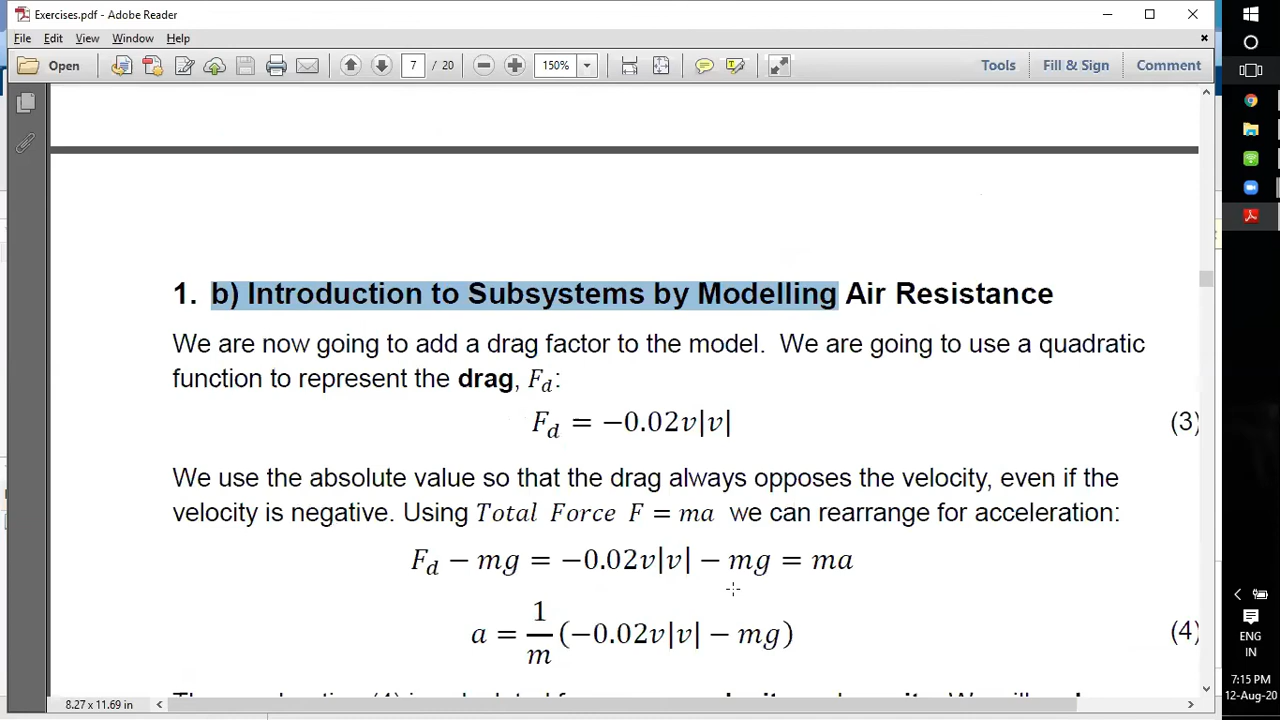 Exercises.pdf - Adobe Reader
File Edit View Window Help
Open 7 / 20 150% Tools Fill & Sign Comment
1. b) Introduction to Subsystems by Modelling Air Resistance
We are now going to add a drag factor to the model. We are going to use a quadratic
function to represent the drag, F_d:
F_d = −0.02v|v| (3)
We use the absolute value so that the drag always opposes the velocity, even if the
velocity is negative. Using Total Force F = ma we can rearrange for acceleration:
F_d − mg = −0.02v|v| − mg = ma
a = 1/m (−0.02v|v| − mg) (4)
8.27 x 11.69 in
ENG
IN
7:15 PM
12-Aug-20